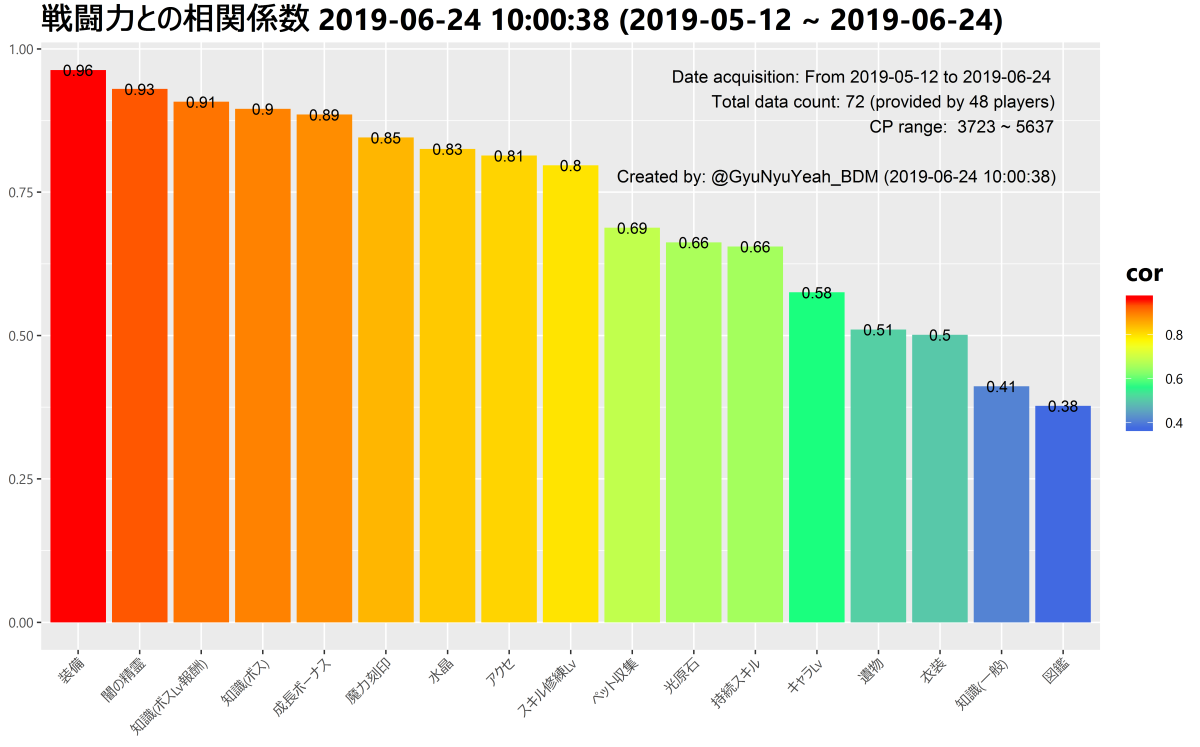 戦闘力との相関係数 2019-06-24 10:00:38 (2019-05-12 ~ 2019-06-24)
Date acquisition: From 2019-05-12 to 2019-06-24
Total data count: 72 (provided by 48 players)
CP range:  3723 ~ 5637
Created by: @GyuNyuYeah_BDM (2019-06-24 10:00:38)
1.00
0.75
0.50
0.25
0.00
0.96
0.93
0.91
0.9
0.89
0.85
0.83
0.81
0.8
0.69
0.66
0.66
0.58
0.51
0.5
0.41
0.38
装備
闇の精霊
知識(ボスLv報酬)
知識(ボス)
成長ボーナス
魔力刻印
水晶
アクセ
スキル修練Lv
ペット収集
光原石
持続スキル
キャラLv
遺物
衣装
知識(一般)
図鑑
cor
0.8
0.6
0.4